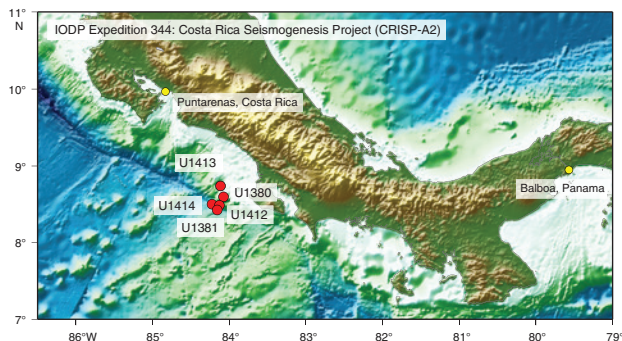 11°
N
IODP Expedition 344: Costa Rica Seismogenesis Project (CRISP-A2)
10°
Puntarenas, Costa Rica
9°
U1413
U1380
Balboa, Panama
U1414
U1412
U1381
8°
7°
86°W
85°
84°
83°
82°
81°
80°
79°